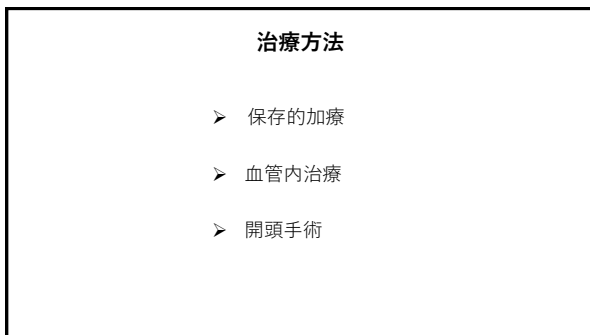 治療方法
➢ 保存的加療
➢ 血管内治療
➢ 開頭手術